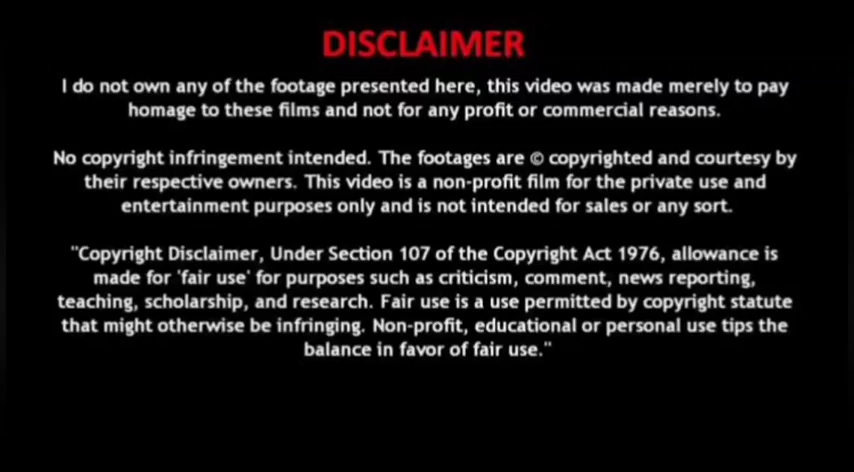 DISCLAIMER
I do not own any of the footage presented here, this video was made merely to pay
homage to these films and not for any profit or commercial reasons.
No copyright infringement intended. The footages are © copyrighted and courtesy by
their respective owners. This video is a non-profit film for the private use and
entertainment purposes only and is not intended for sales or any sort.
"Copyright Disclaimer, Under Section 107 of the Copyright Act 1976, allowance is
made for 'fair use' for purposes such as criticism, comment, news reporting,
teaching, scholarship, and research. Fair use is a use permitted by copyright statute
that might otherwise be infringing. Non-profit, educational or personal use tips the
balance in favor of fair use."